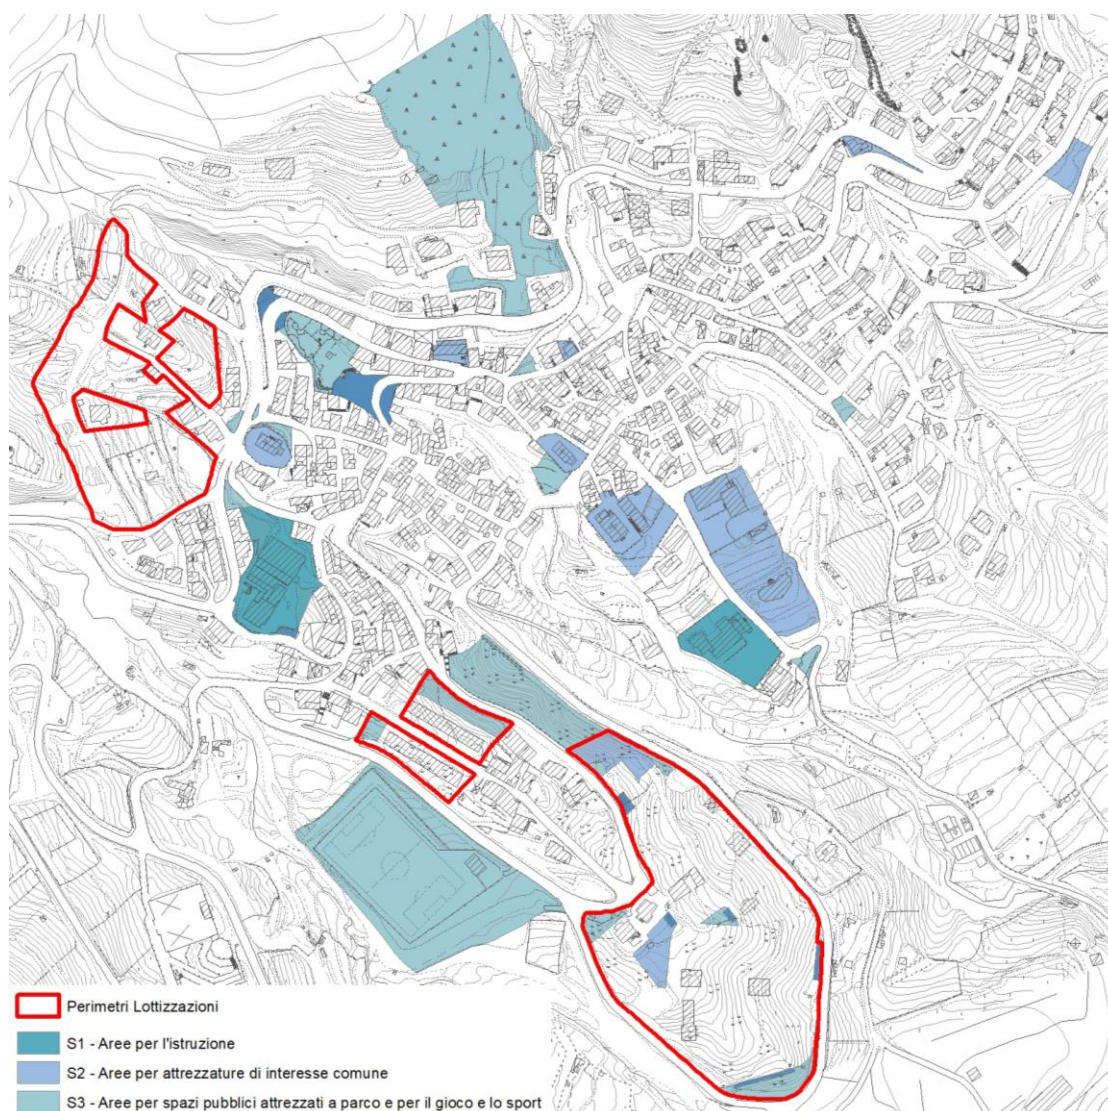 Perimetri Lottizzazioni
S1 - Aree per l'istruzione
S2 - Aree per attrezzature di interesse comune
S3 - Aree per spazi pubblici attrezzati a parco e per il gioco e lo sport